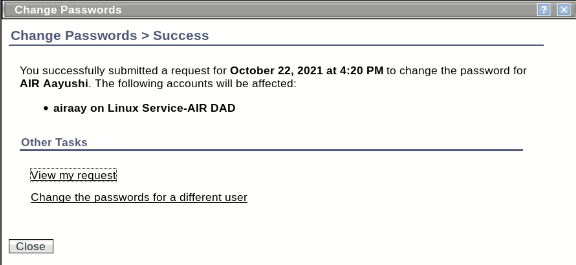 Change Passwords
?
Change Passwords > Success
You successfully submitted a request for October 22, 2021 at 4:20 PM to change the password for
AIR Aayushi. The following accounts will be affected:
• airaay on Linux Service-AIR DAD
Other Tasks
View my request
Change the passwords for a different user
Close